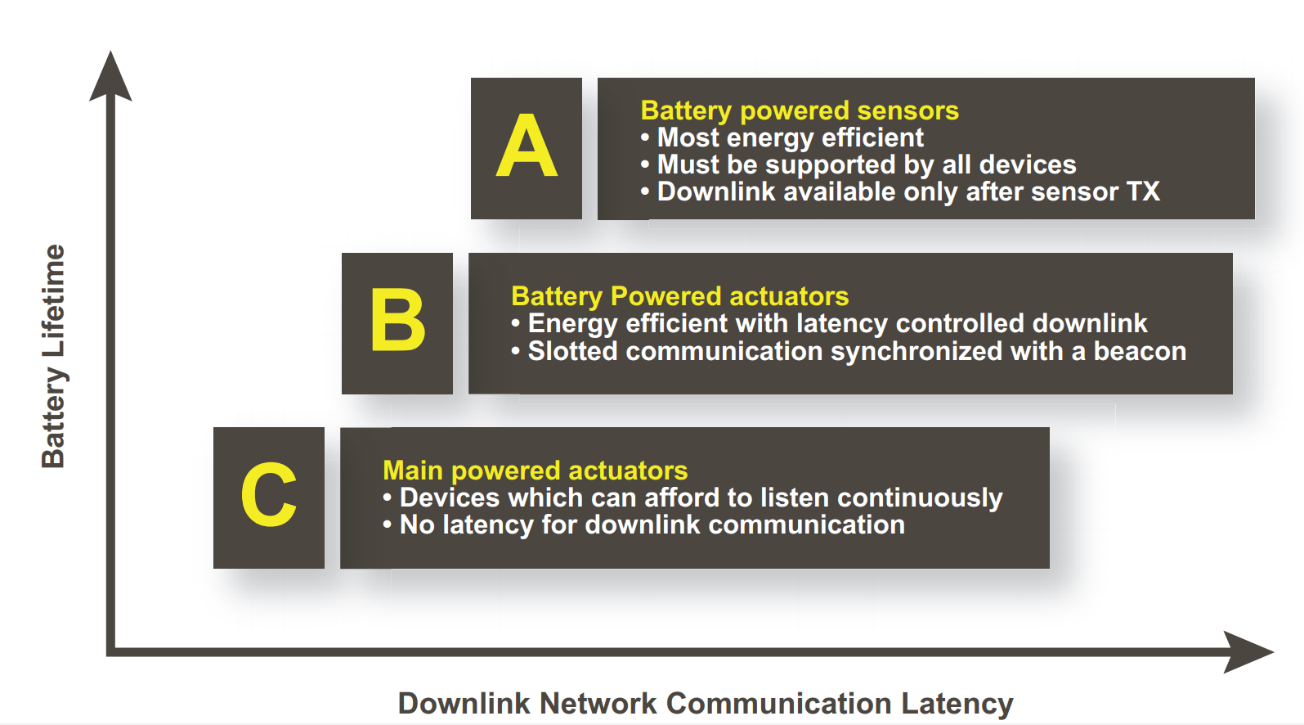 A
Battery powered sensors
• Most energy efficient
• Must be supported by all devices
• Downlink available only after sensor TX
B
Battery Powered actuators
• Energy efficient with latency controlled downlink
• Slotted communication synchronized with a beacon
C
Main powered actuators
• Devices which can afford to listen continuously
• No latency for downlink communication
Battery Lifetime
Downlink Network Communication Latency